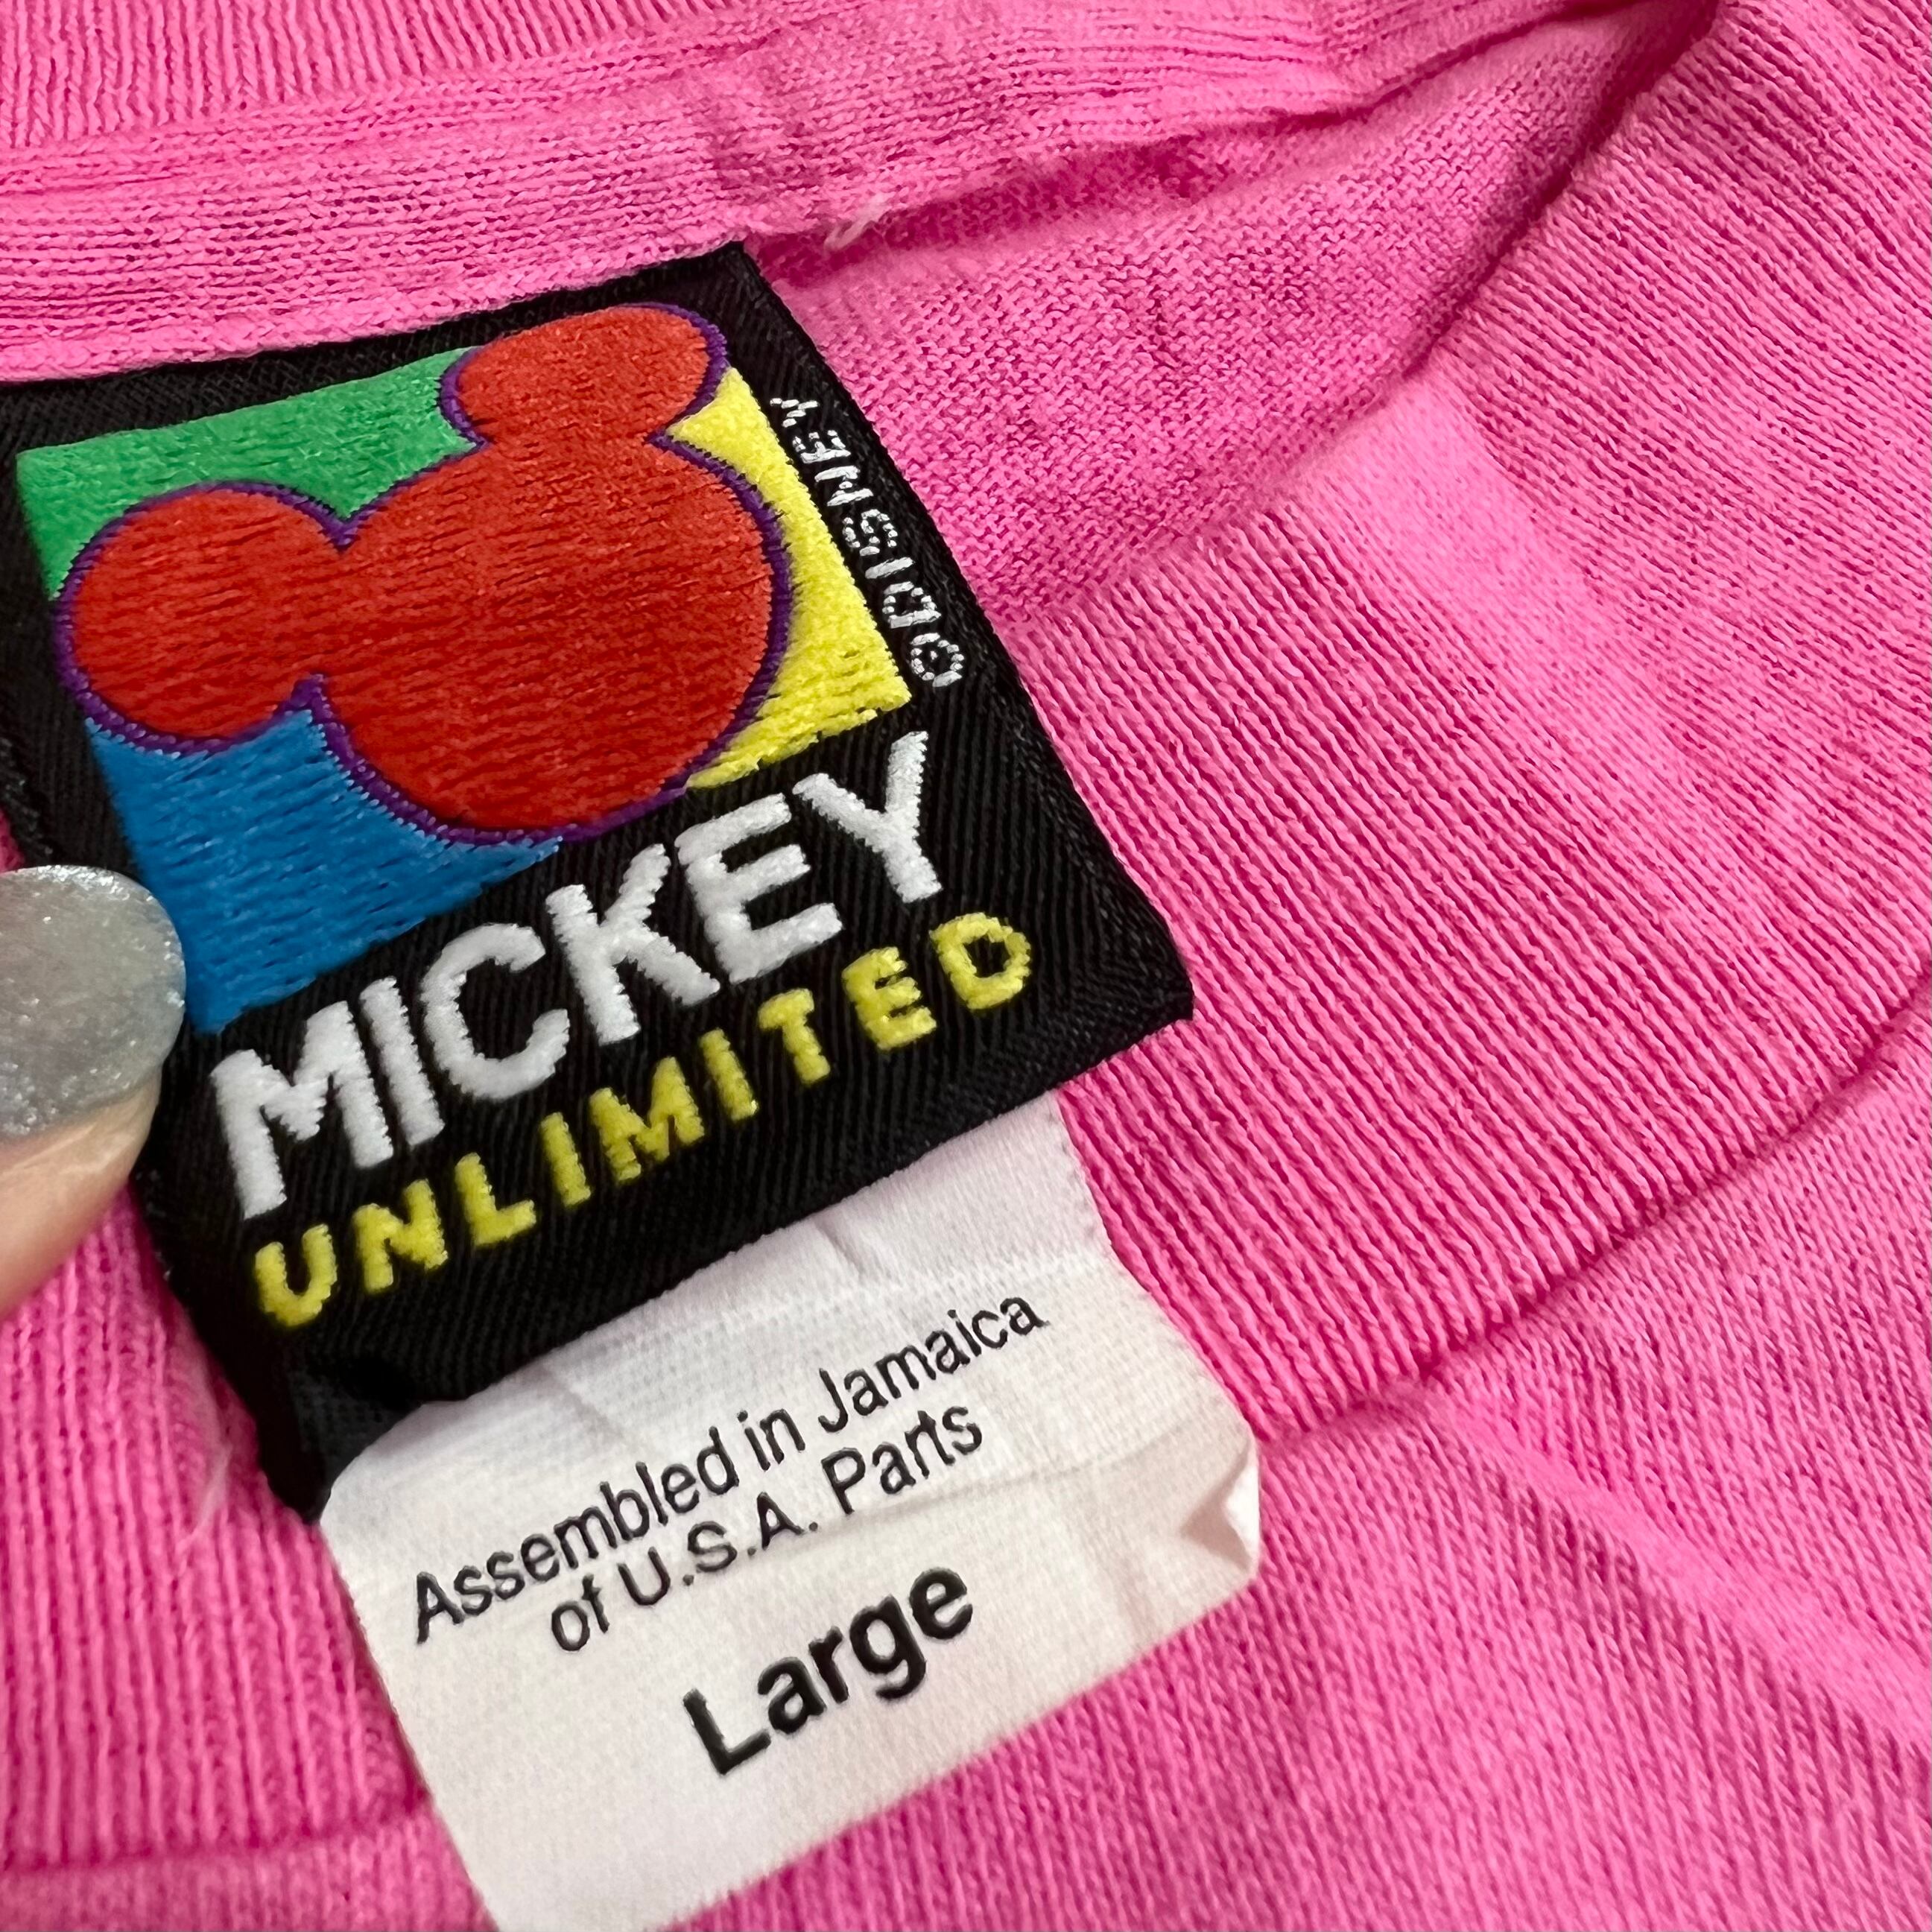 ©DISNEY
MICKEY
UNLIMITED
Assembled in Jamaica
of U.S.A. Parts
Large